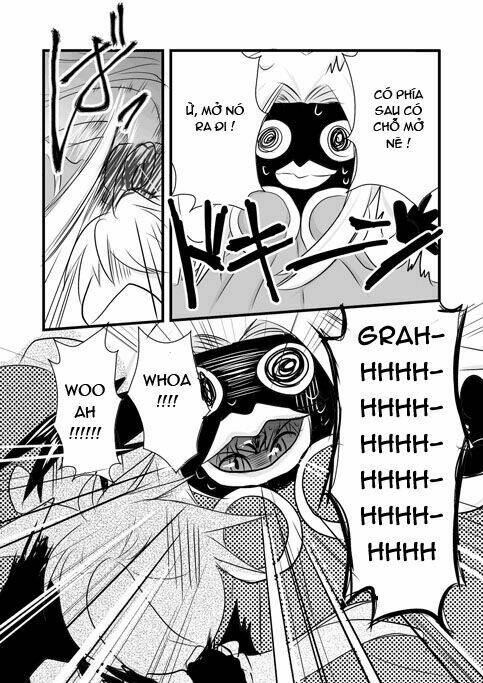 CÓ PHÍA
SAU CÓ
CHỖ MỞ
NÈ !
Ừ, MỞ NÓ
RA ĐI !
ドキーン
ばっ
GRAH-
HHHH-
HHHH-
HHHH-
HHHH-
HHHH-
HHHH
WHOA
!!!!
WOO
AH
!!!!!!